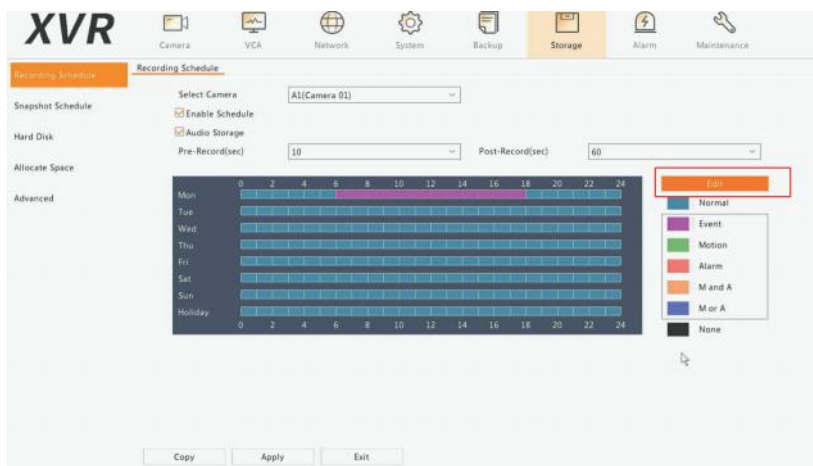 XVR
Camera VCA Network System Backup Storage Alarm Maintenance
Recording Schedule
Snapshot Schedule
Hard Disk
Allocate Space
Advanced
Recording Schedule
Select Camera A1(Camera 01)
Enable Schedule
Audio Storage
Pre-Record(sec) 10 Post-Record(sec) 60
0 2 4 6 8 10 12 14 16 18 20 22 24
Mon
Tue
Wed
Thu
Fri
Sat
Sun
Holiday
0 2 4 6 8 10 12 14 16 18 20 22 24
Edit
Normal
Event
Motion
Alarm
M and A
M or A
None
Copy Apply Exit